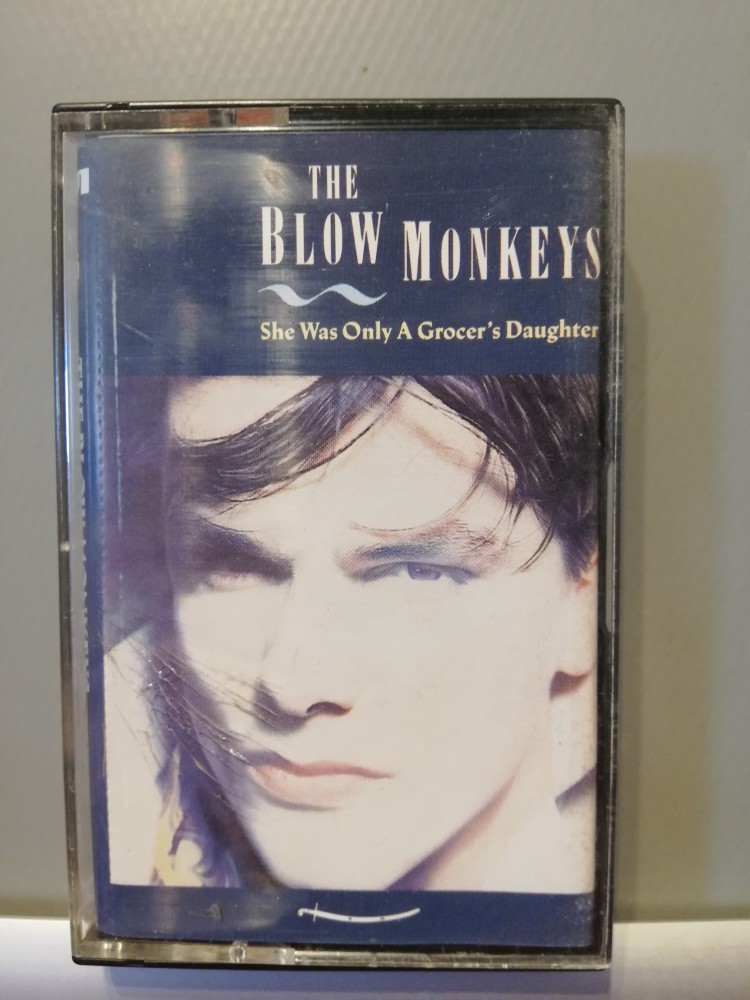 THE
BLOW MONKEYS
She Was Only A Grocer's Daughter